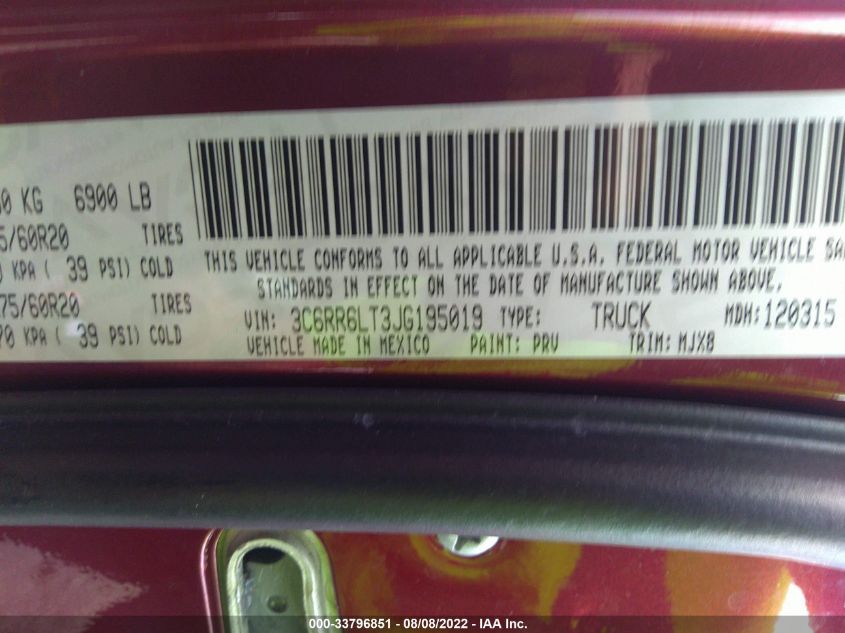 0 KG 6900 LB
5/60R20 TIRES
KPA ( 39 PSI) COLD
75/60R20 TIRES
70 KPA ( 39 PSI) COLD
THIS VEHICLE CONFORMS TO ALL APPLICABLE U.S.A. FEDERAL MOTOR VEHICLE SA
STANDARDS IN EFFECT ON THE DATE OF MANUFACTURE SHOWN ABOVE.
VIN: 3C6RR6LT3JG195019 TYPE: TRUCK MDH: 120315
VEHICLE MADE IN MEXICO PAINT: PRV TRIM: MJX8
000-33796851 - 08/08/2022 - IAA Inc.